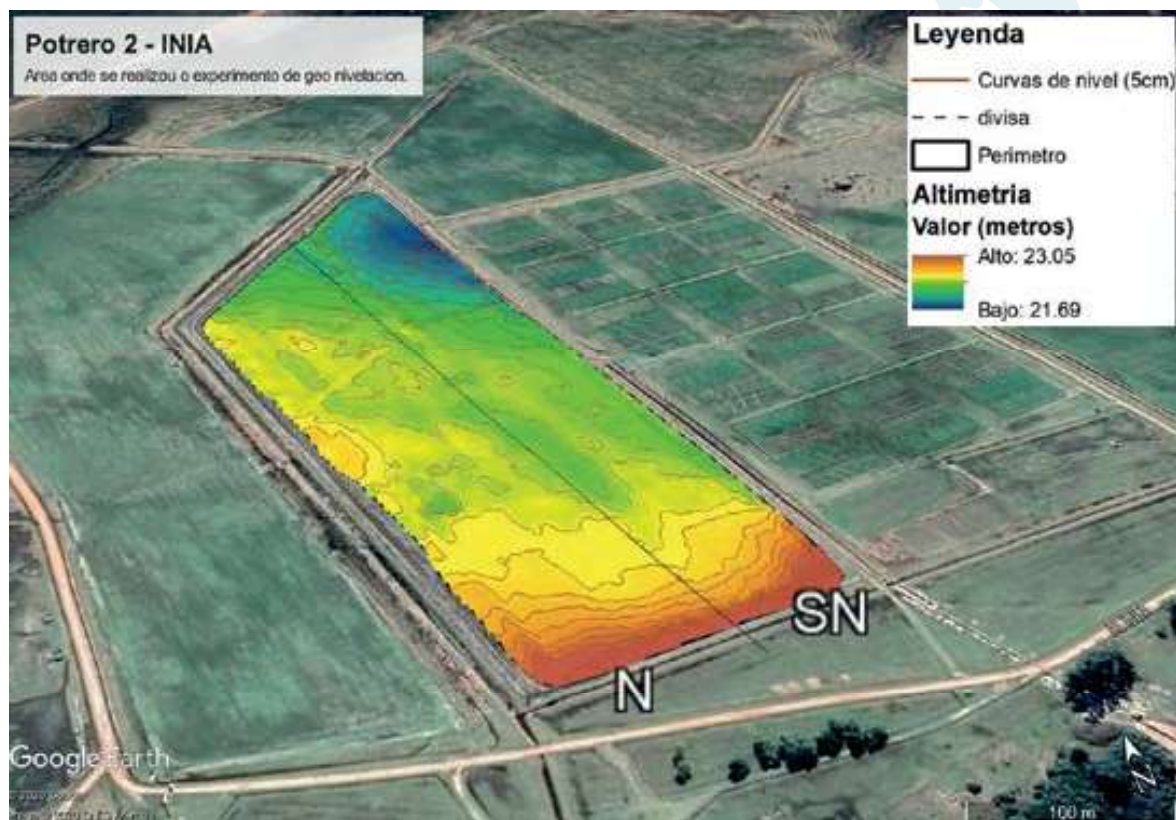 Potrero 2 - INIA
Area onde se realizou o experimento de geo nivelacion.
Leyenda
Curvas de nivel (5cm)
divisa
Perimetro
Altimetria
Valor (metros)
Alto: 23.05
Bajo: 21.69
SN
N
Google Earth
N
100 m